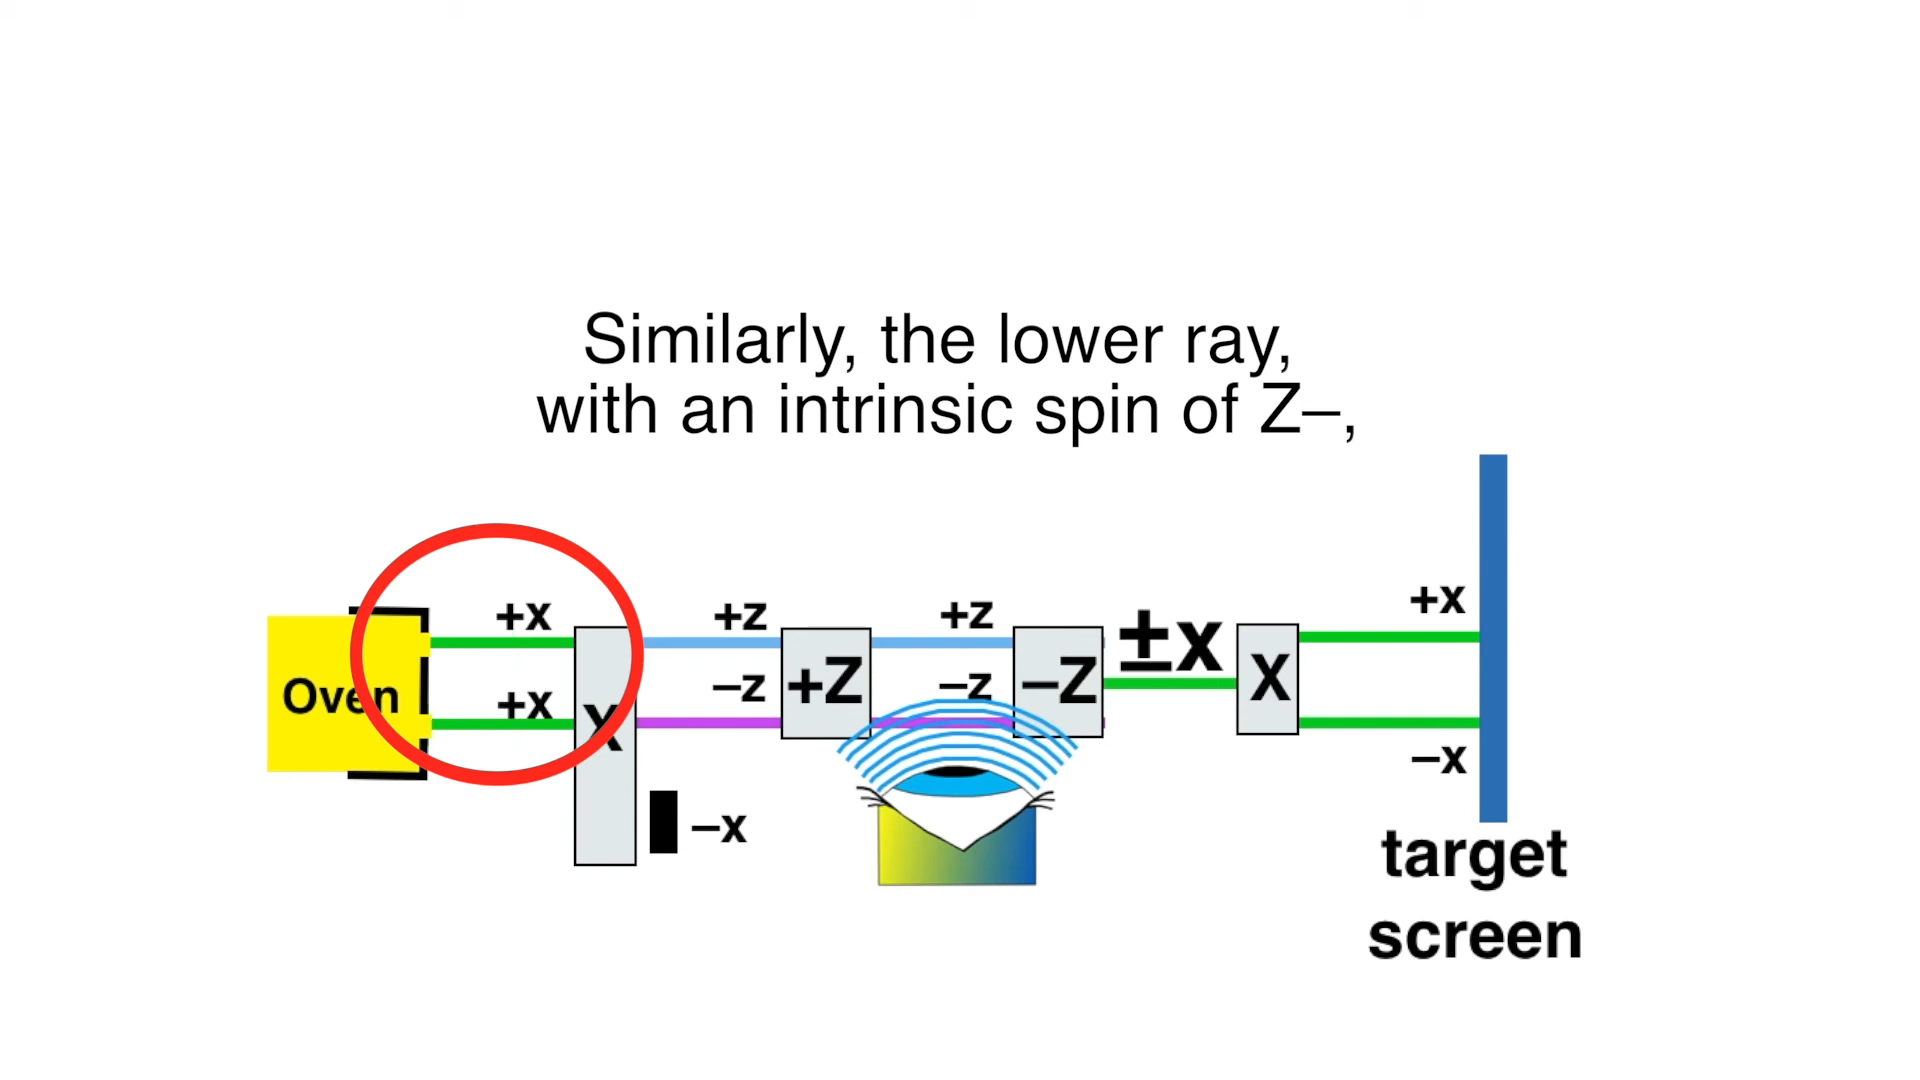 Similarly, the lower ray,
with an intrinsic spin of Z–,
+x
+z
+z
±x
+x
Oven
+x
X
–z
+Z
–z
–Z
X
–x
–x
target
screen